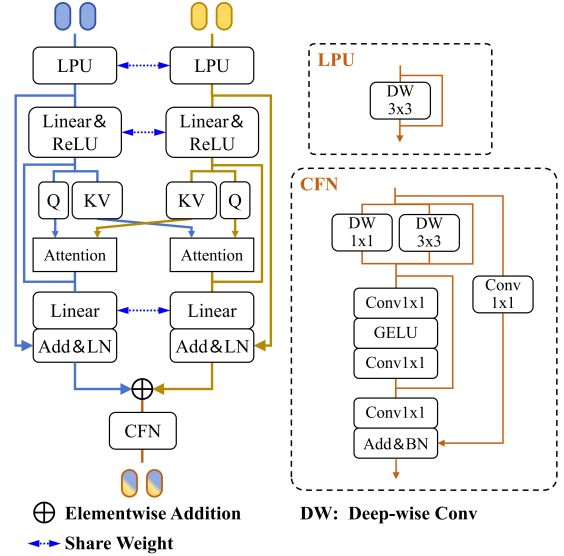 LPU
LPU
Linear&
ReLU
Linear&
ReLU
Q
KV
KV
Q
Attention
Attention
Linear
Linear
Add&LN
Add&LN
CFN
Elementwise Addition
Share Weight
LPU
DW
3x3
CFN
DW
1x1
DW
3x3
Conv
1x1
Conv1x1
GELU
Conv1x1
Conv1x1
Add&BN
DW: Deep-wise Conv